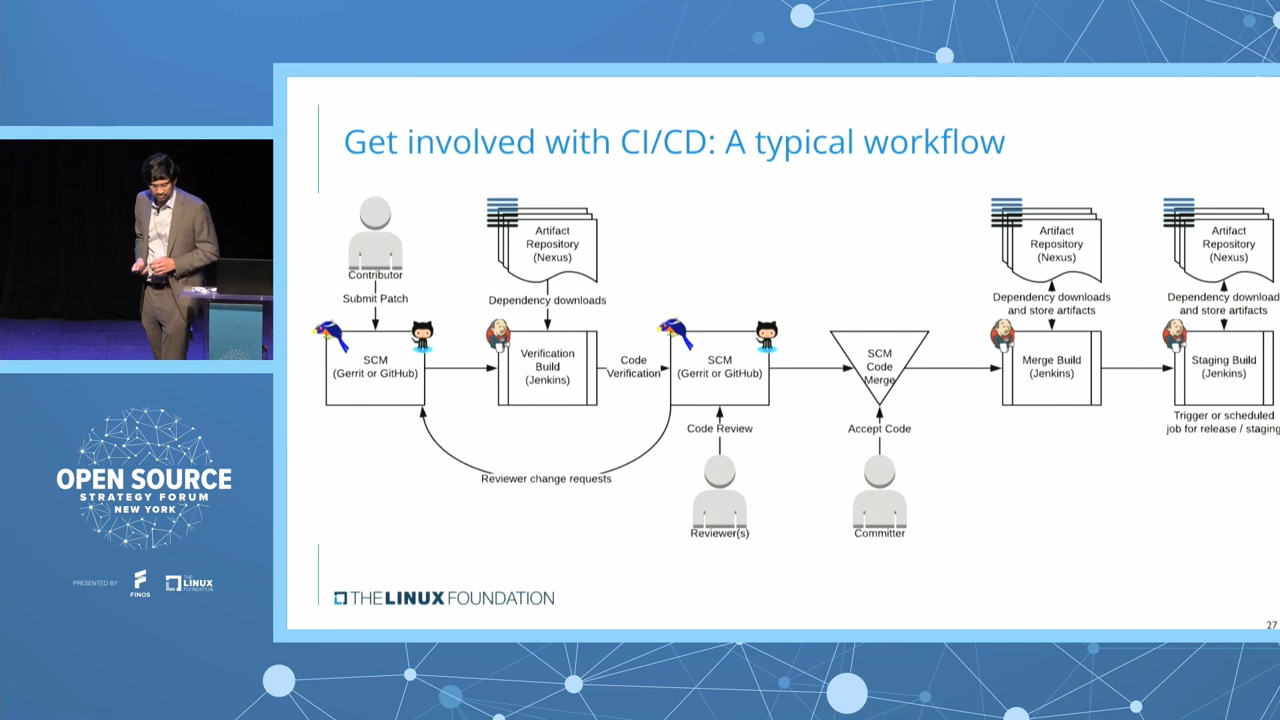 Get involved with CI/CD: A typical workflow
Contributor
Submit Patch
SCM
(Gerrit or GitHub)
Artifact
Repository
(Nexus)
Dependency downloads
Verification
Build
(Jenkins)
Code
Verification
SCM
(Gerrit or GitHub)
Reviewer change requests
Code Review
Reviewer(s)
SCM
Code
Merge
Accept Code
Committer
Artifact
Repository
(Nexus)
Dependency downloads
and store artifacts
Merge Build
(Jenkins)
Artifact
Repository
(Nexus)
Dependency download
and store artifacts
Staging Build
(Jenkins)
Trigger or scheduled
job for release / staging
THE LINUX FOUNDATION
27
OPEN SOURCE
STRATEGY FORUM
NEW YORK
PRESENTED BY
FINOS
THE
LINUX
FOUNDATION